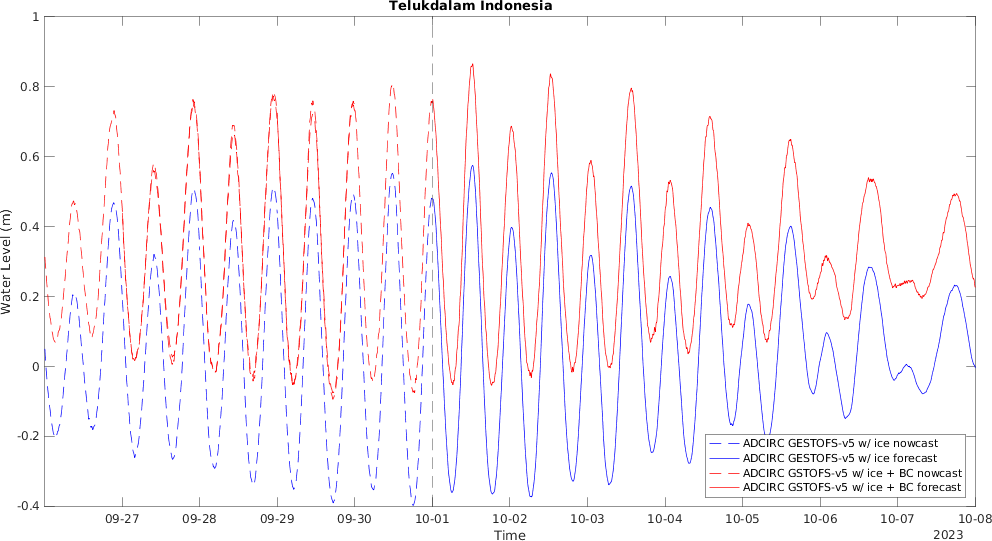 Telukdalam Indonesia
Water Level (m)
1
0.8
0.6
0.4
0.2
0
-0.2
-0.4
ADCIRC GESTOFS-v5 w/ ice nowcast
ADCIRC GESTOFS-v5 w/ ice forecast
ADCIRC GSTOFS-v5 w/ ice + BC nowcast
ADCIRC GSTOFS-v5 w/ ice + BC forecast
09-27 09-28 09-29 09-30 10-01 10-02 10-03 10-04 10-05 10-06 10-07 10-08
Time
2023